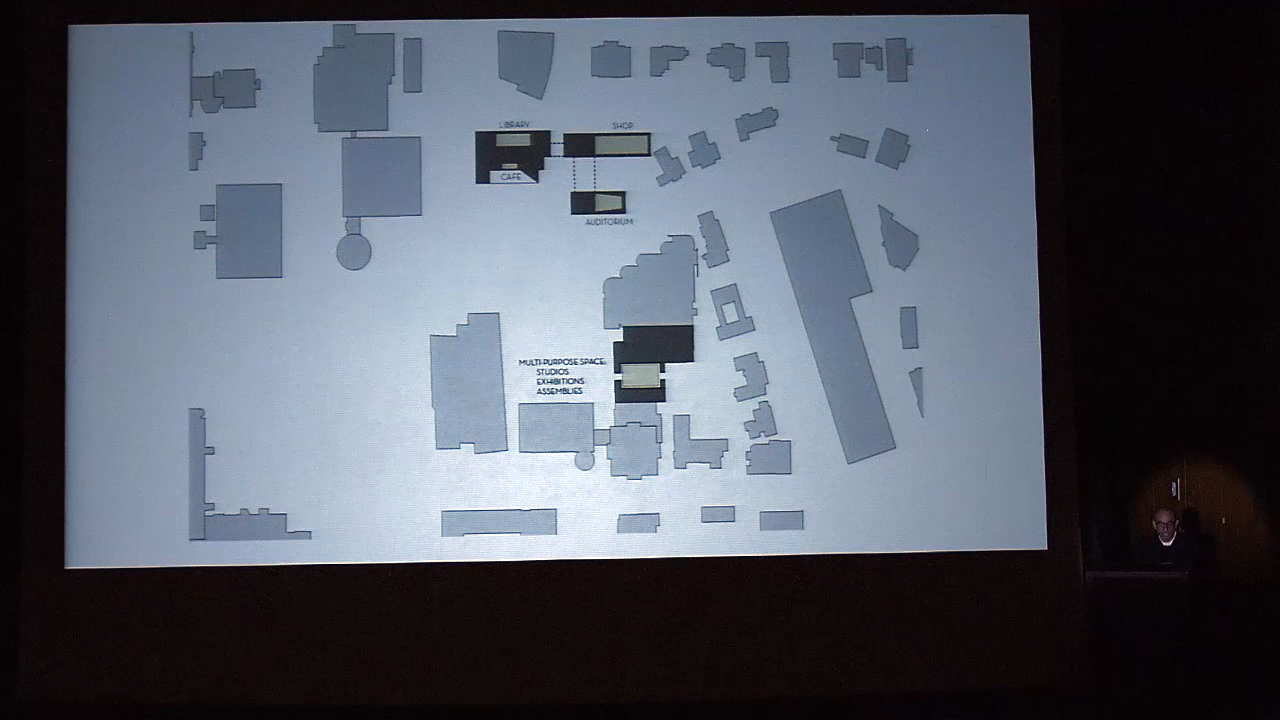 LIBRARY
SHOP
CAFE
AUDITORIUM
MULTI-PURPOSE SPACE:
STUDIOS
EXHIBITIONS
ASSEMBLIES